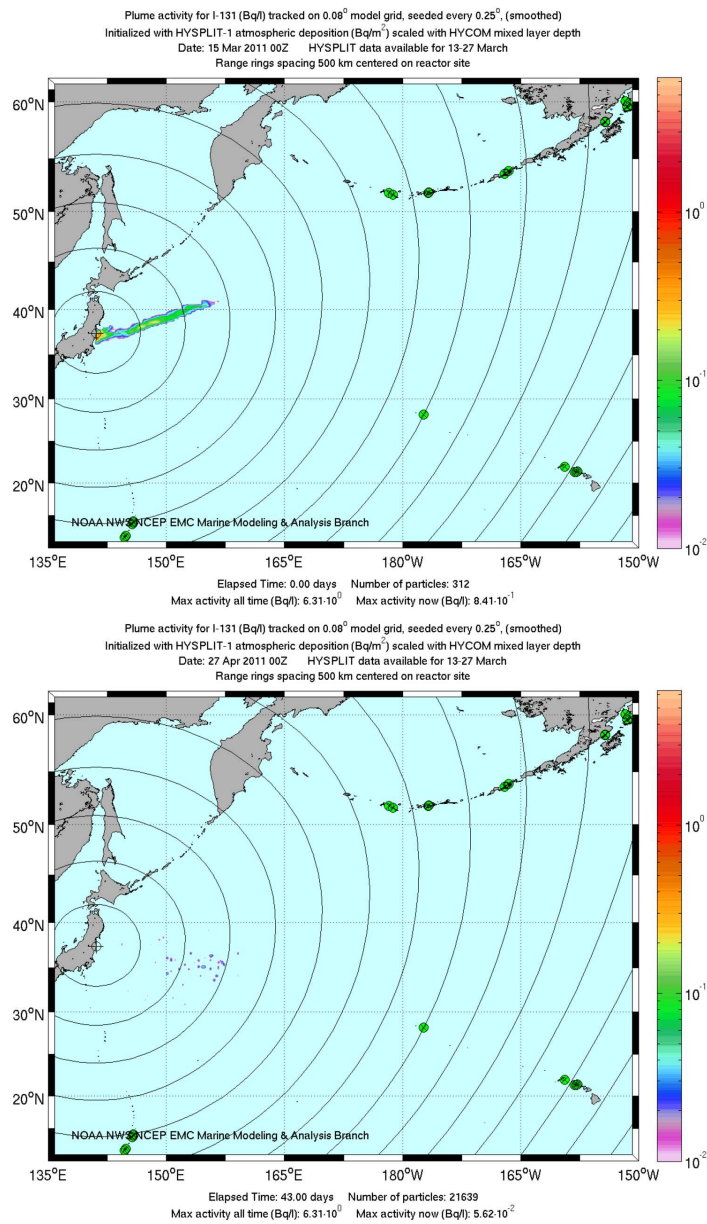 Plume activity for I-131 (Bq/l) tracked on 0.08° model grid, seeded every 0.25°, (smoothed)
Initialized with HYSPLIT-1 atmospheric deposition (Bq/m²) scaled with HYCOM mixed layer depth
Date: 15 Mar 2011 00Z HYSPLIT data available for 13-27 March
Range rings spacing 500 km centered on reactor site
60°N
50°N
40°N
30°N
20°N
10⁰
10⁻¹
10⁻²
NOAA NWS NCEP EMC Marine Modeling & Analysis Branch
135°E 150°E 165°E 180°W 165°W 150°W
Elapsed Time: 0.00 days Number of particles: 312
Max activity all time (Bq/l): 6.31·10⁰ Max activity now (Bq/l): 8.41·10⁻¹
Plume activity for I-131 (Bq/l) tracked on 0.08° model grid, seeded every 0.25°, (smoothed)
Initialized with HYSPLIT-1 atmospheric deposition (Bq/m²) scaled with HYCOM mixed layer depth
Date: 27 Apr 2011 00Z HYSPLIT data available for 13-27 March
Range rings spacing 500 km centered on reactor site
60°N
50°N
40°N
30°N
20°N
10⁰
10⁻¹
10⁻²
NOAA NWS NCEP EMC Marine Modeling & Analysis Branch
135°E 150°E 165°E 180°W 165°W 150°W
Elapsed Time: 43.00 days Number of particles: 21639
Max activity all time (Bq/l): 6.31·10⁰ Max activity now (Bq/l): 5.62·10⁻²